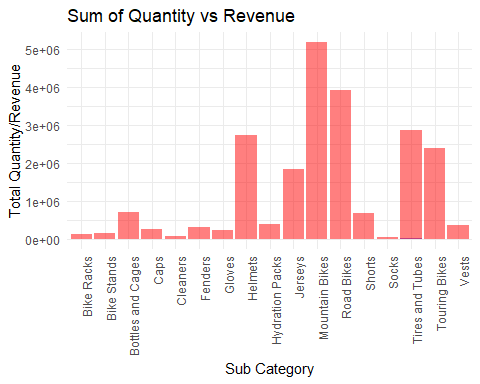 Sum of Quantity vs Revenue
Total Quantity/Revenue
5e+06
4e+06
3e+06
2e+06
1e+06
0e+00
Bike Racks
Bike Stands
Bottles and Cages
Caps
Cleaners
Fenders
Gloves
Helmets
Hydration Packs
Jerseys
Mountain Bikes
Road Bikes
Shorts
Socks
Tires and Tubes
Touring Bikes
Vests
Sub Category